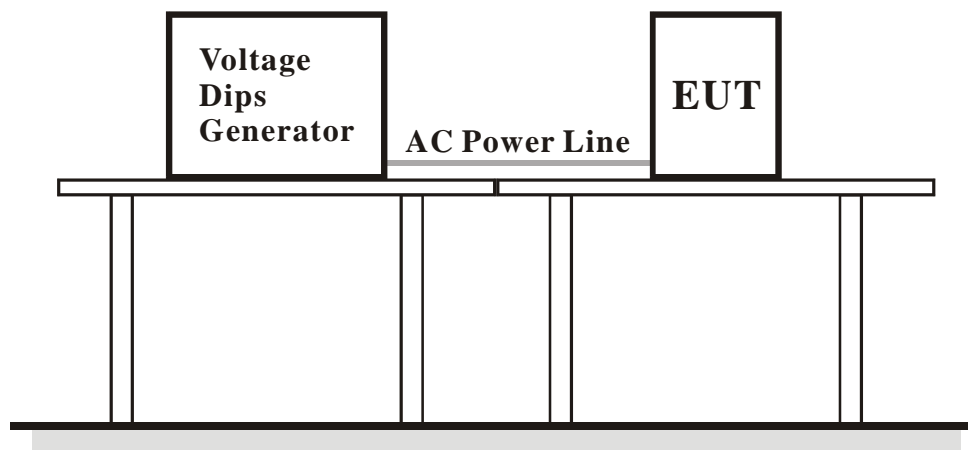 Voltage
Dips
Generator
EUT
AC Power Line